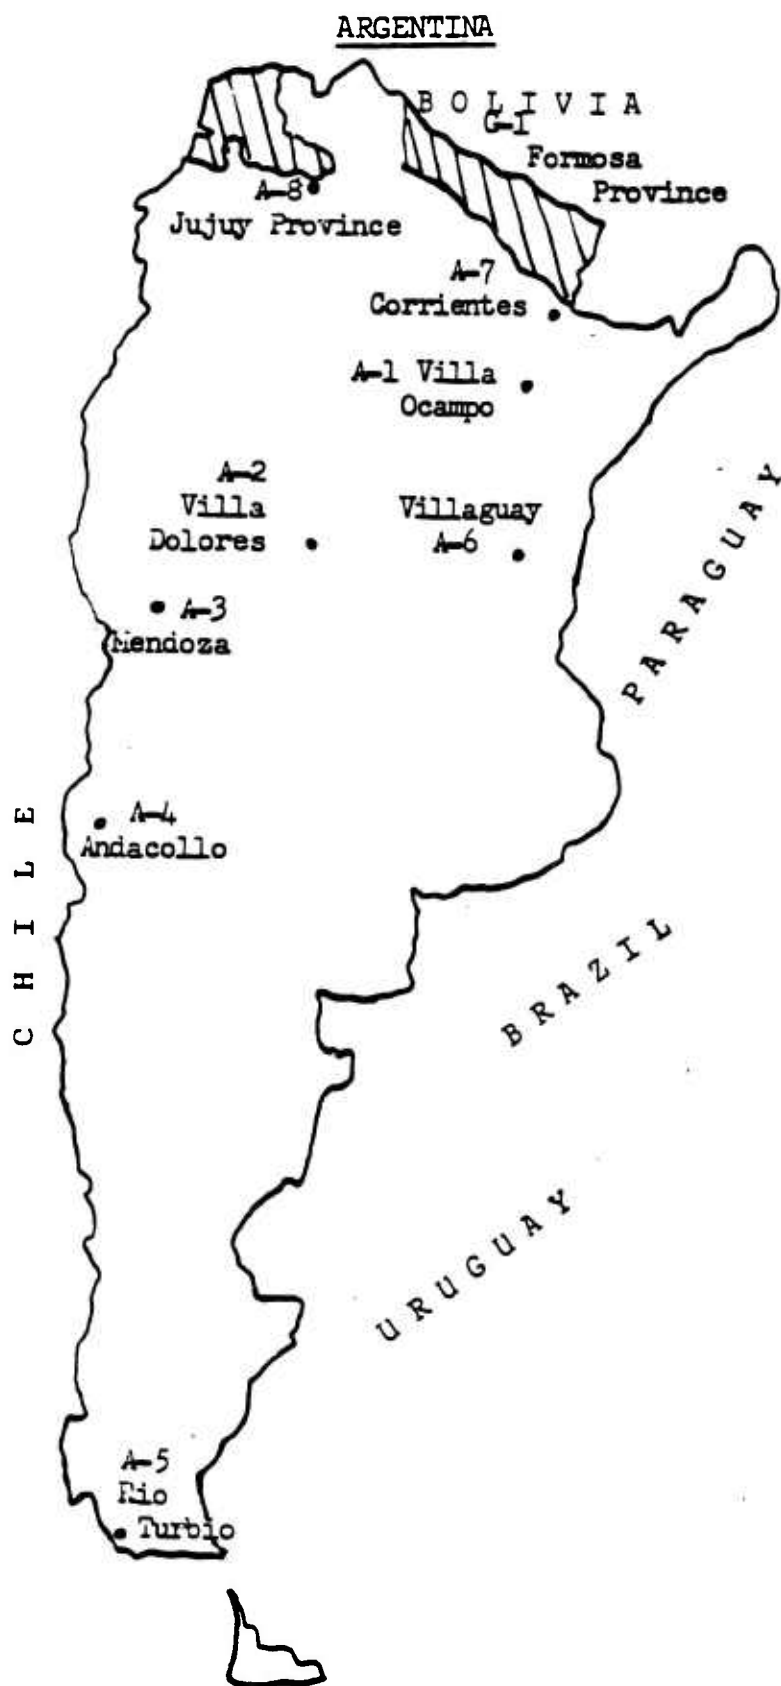 ARGENTINA
BOLIVIA
G-1
Formosa
Province
A-8
Jujuy Province
A-7
Corrientes
A-1 Villa
Ocampo
A-2
Villa
Dolores
Villaguay
A-6
A-3
Mendoza
PARAGUAY
A-4
Andacollo
CHILE
BRAZIL
URUGUAY
A-5
Rio
Turbio